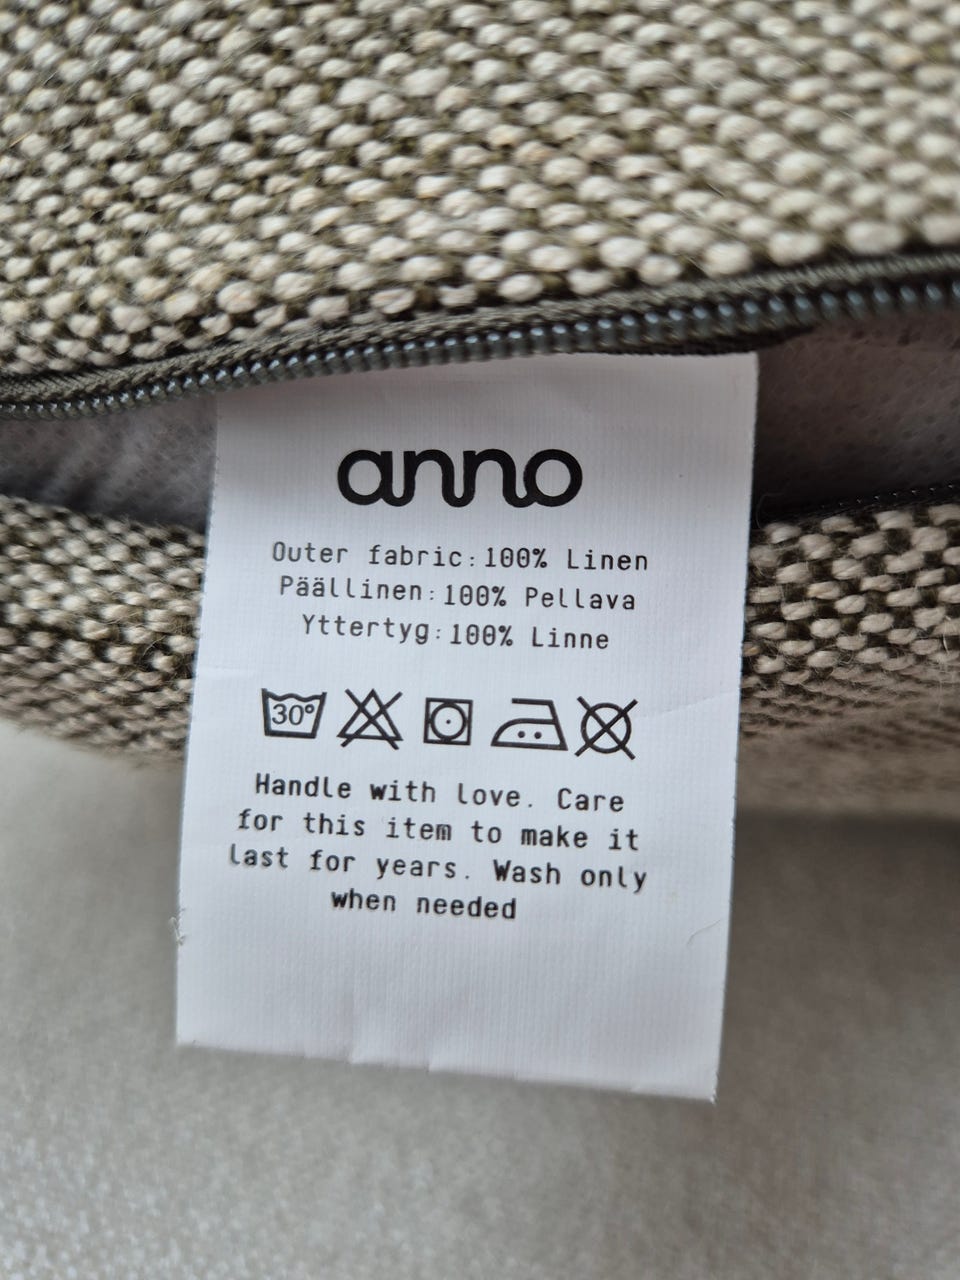 anno
Outer fabric:100% Linen
Päällinen:100% Pellava
Yttertyg:100% Linne
30°
Handle with love. Care
for this item to make it
last for years. Wash only
when needed